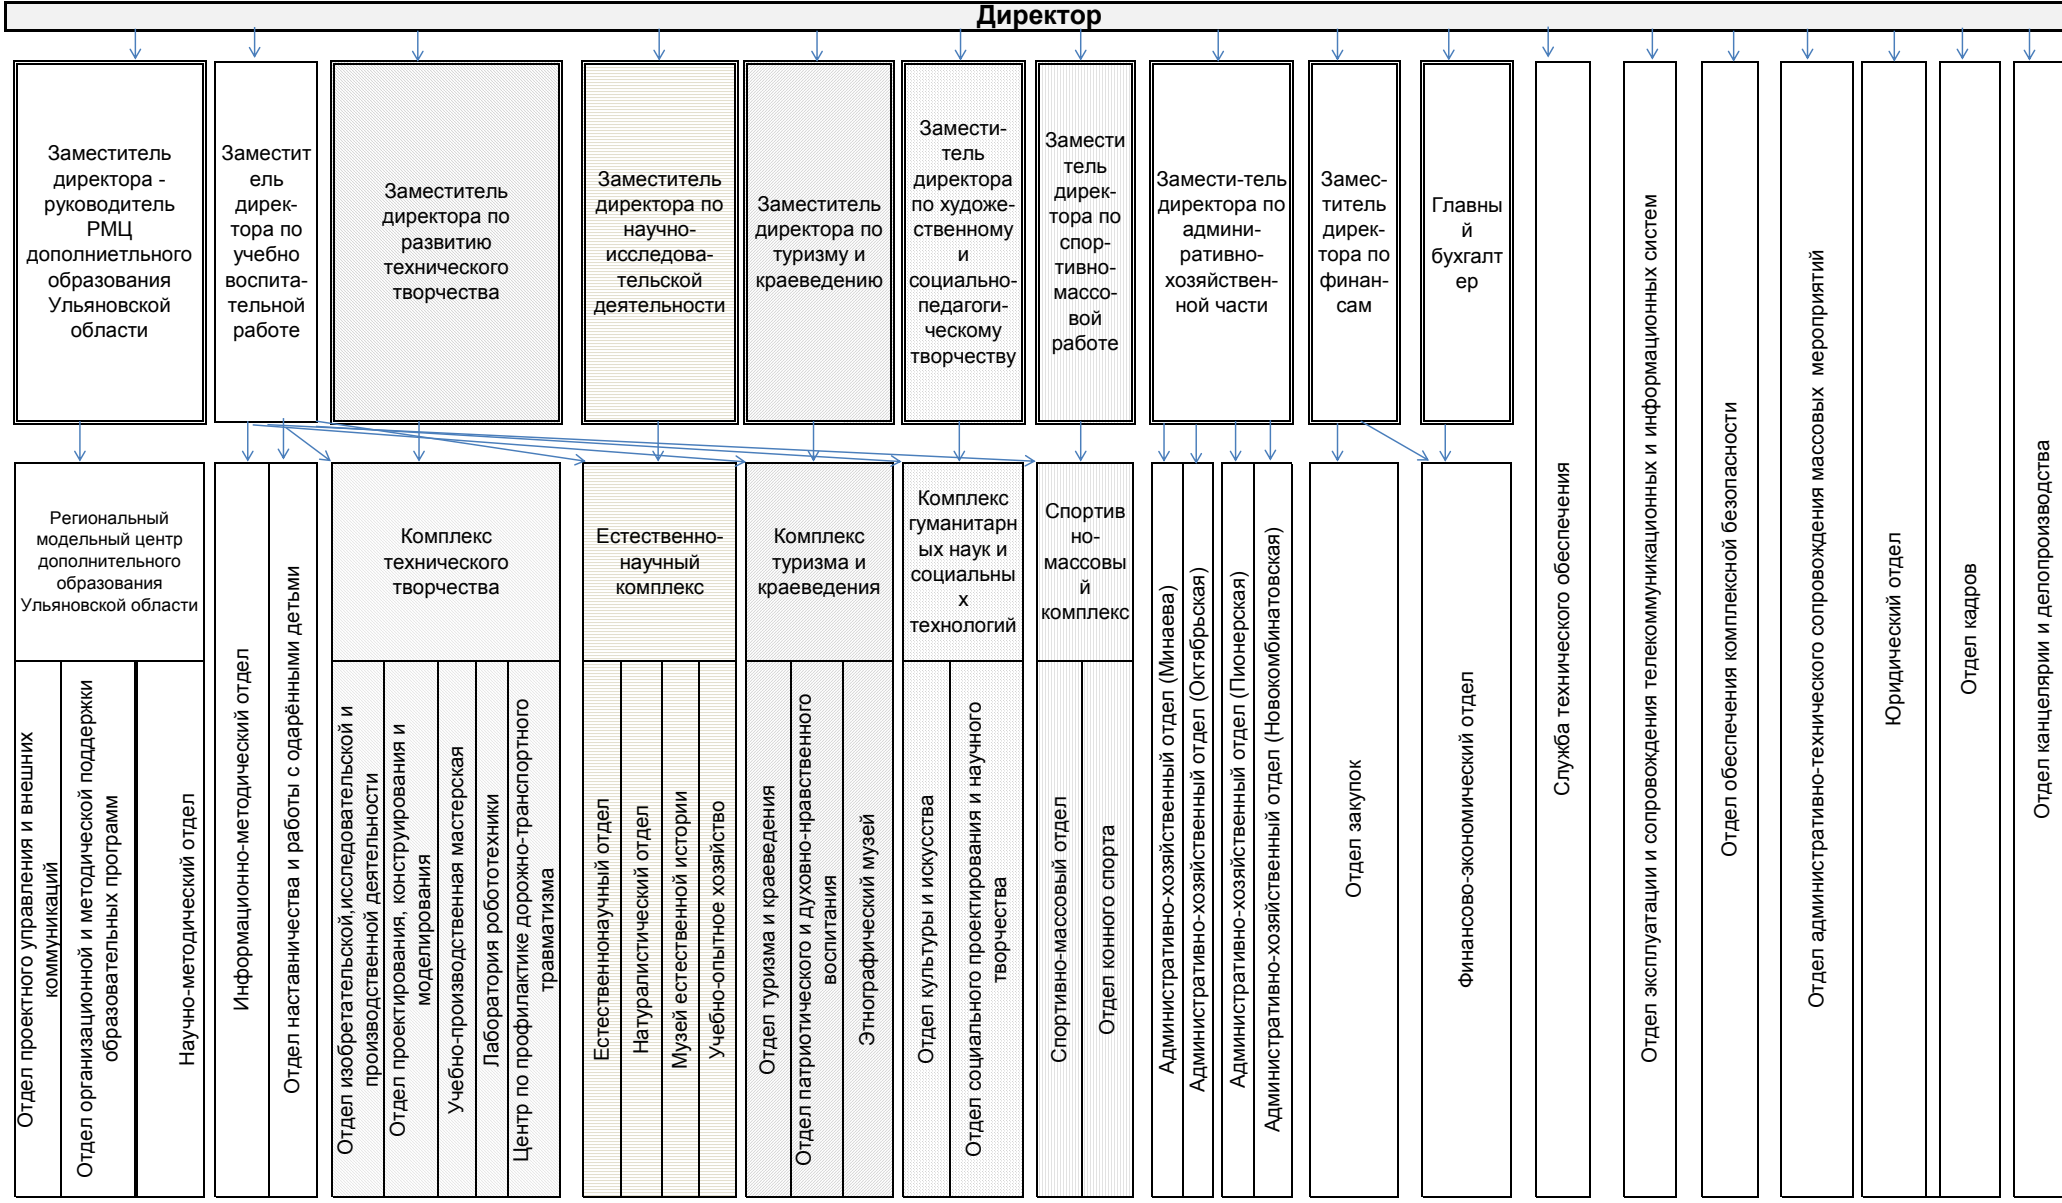 Директор
Заместитель
директора -
руководитель
РМЦ
дополниетльного
образования
Ульяновской
области
Заместит
ель
дирек-
тора по
учебно
воспита-
тельной
работе
Заместитель
директора по
развитию
технического
творчества
Заместитель
директора по
научно-
исследова-
тельской
деятельности
Заместитель
директора по
туризму и
краеведению
Замести-
тель
директора
по художе-
ственному
и
социально-
педагоги-
ческому
творчеству
Замести
тель
дирек-
тора по
спор-
тивно-
массо-
вой
работе
Замести-тель
директора по
админи-
ративно-
хозяйствен-
ной части
Замес-
титель
дирек-
тора по
финан-
сам
Главны
й
бухгалт
ер
Служба технического обеспечения
Отдел эксплуатации и сопровождения телекоммуникационных и информационных систем
Отдел обеспечения комплексной безопасности
Отдел административно-технического сопровождения массовых  мероприятий
Юридический отдел
Отдел кадров
Отдел канцелярии и делопроизводства
Региональный
модельный центр
дополнительного
образования
Ульяновской области
Информационно-методический отдел
Отдел наставничества и работы с одарёнными детьми
Комплекс
технического
творчества
Естественно-
научный
комплекс
Комплекс
туризма и
краеведения
Комплекс
гуманитарн
ых наук и
социальны
х
технологий
Спортив
но-
массовы
й
комплекс
Административно-хозяйственный отдел (Минаева)
Административно-хозяйственный отдел (Октябрьская)
Административно-хозяйственный отдел (Пионерская)
Административно-хозяйственный отдел (Новокомбинатовская)
Отдел закупок
Финансово-экономический отдел
Отдел проектного управления и внешних
коммуникаций
Отдел организационной и методической поддержки
образовательных программ
Научно-методический отдел
Отдел изобретательской,исследовательской и
производственной деятельности
Отдел проектирования, конструирования и
моделирования
Учебно-производственная мастерская
Лаборатория робототехники
Центр по профилактике дорожно-транспортного
травматизма
Естественнонаучный отдел
Натуралистический отдел
Музей естественной истории
Учебно-опытное хозяйство
Отдел туризма и краеведения
Отдел патриотического и духовно-нравственного
воспитания
Этнографический музей
Отдел культуры и искусства
Отдел социального проектирования и научного
творчества
Спортивно-массовый отдел
Отдел конного спорта